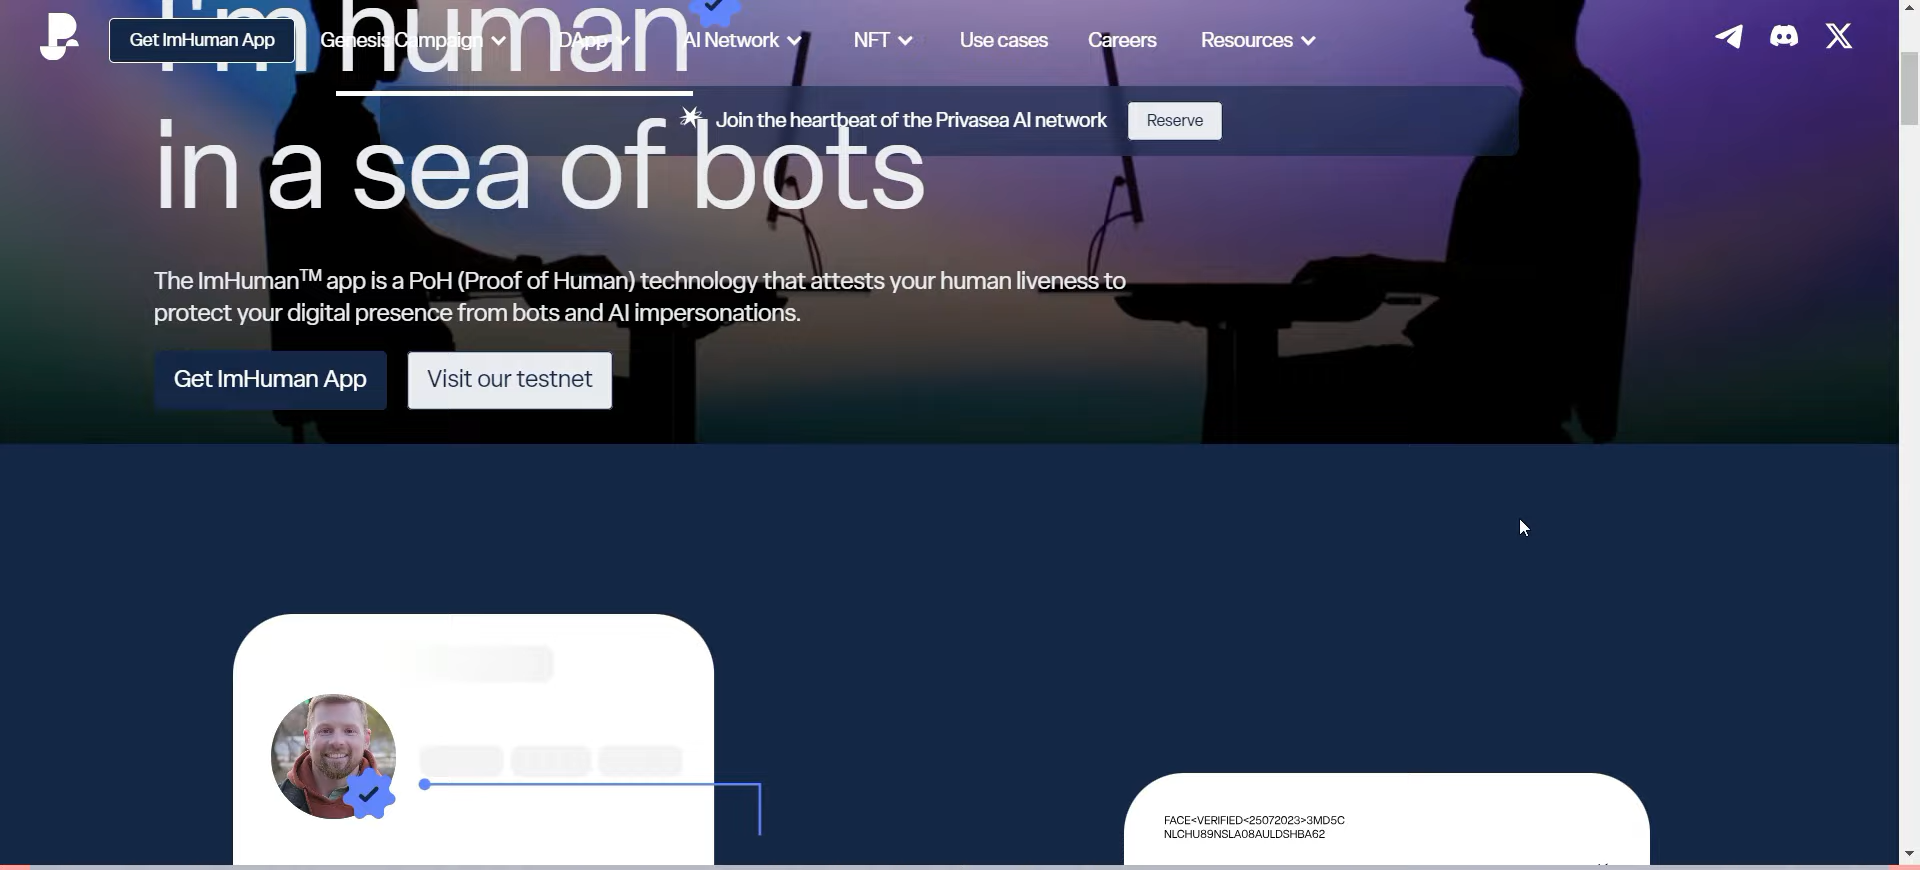 I'm human
Get ImHuman App
Genesis Campaign
DApp
AI Network
NFT
Use cases
Careers
Resources
Join the heartbeat of the Privasea AI network
Reserve
in a sea of bots
The ImHuman™ app is a PoH (Proof of Human) technology that attests your human liveness to
protect your digital presence from bots and AI impersonations.
Get ImHuman App
Visit our testnet
FACE<VERIFIED<25072023>3MD5C
NLCHU89NSLA08AULDSHBA62